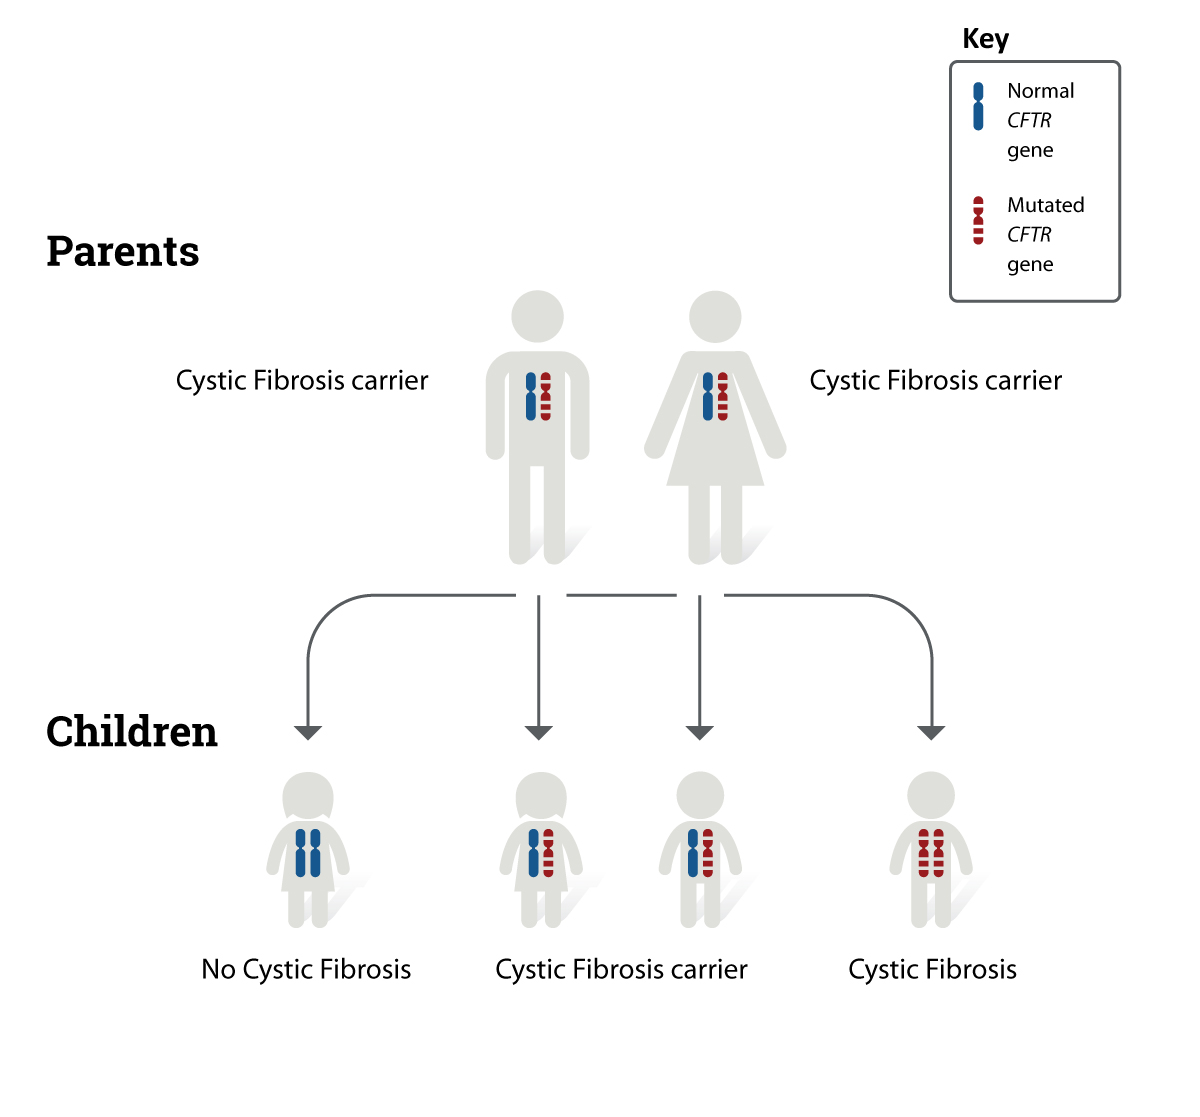 Key
Normal
CFTR
gene
Mutated
CFTR
gene
Parents
Cystic Fibrosis carrier
Cystic Fibrosis carrier
Children
No Cystic Fibrosis
Cystic Fibrosis carrier
Cystic Fibrosis